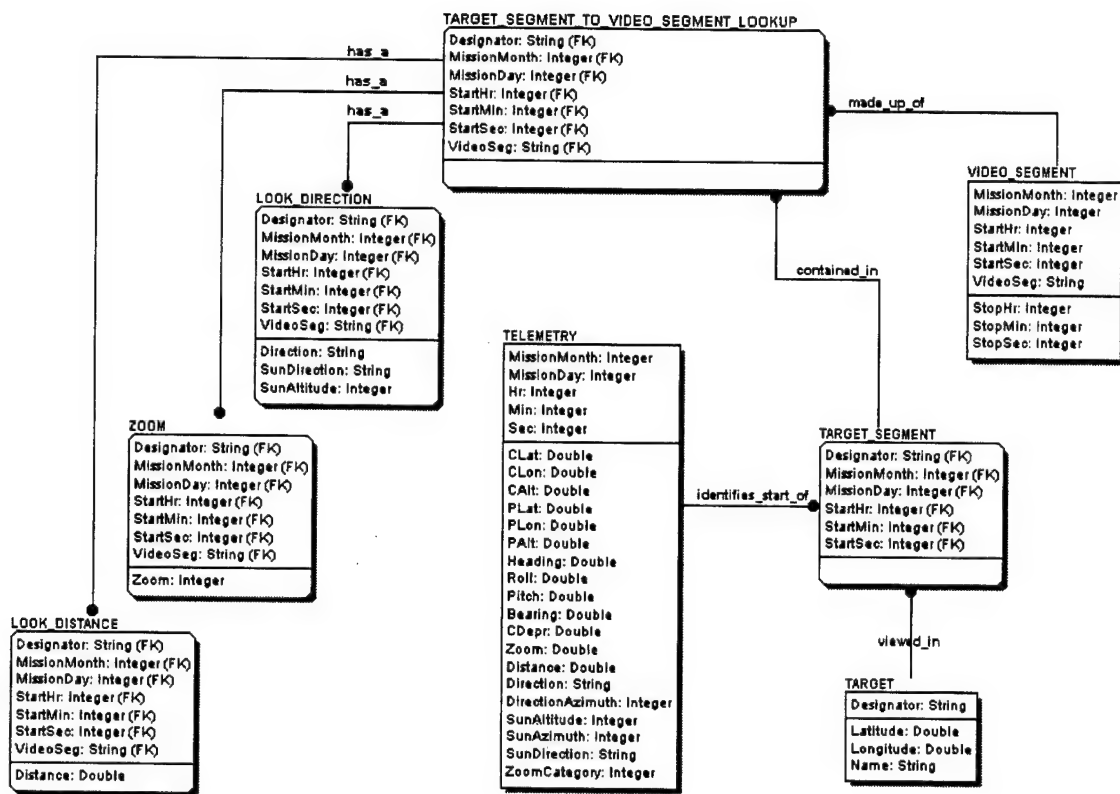 TARGET_SEGMENT_TO_VIDEO_SEGMENT_LOOKUP
Designator: String (FK)
MissionMonth: Integer (FK)
MissionDay: Integer (FK)
StartHr: Integer (FK)
StartMin: Integer (FK)
StartSec: Integer (FK)
VideoSeg: String (FK)
has_a
has_a
has_a
made_up_of
VIDEO_SEGMENT
MissionMonth: Integer
MissionDay: Integer
StartHr: Integer
StartMin: Integer
StartSec: Integer
VideoSeg: String
StopHr: Integer
StopMin: Integer
StopSec: Integer
LOOK_DIRECTION
Designator: String (FK)
MissionMonth: Integer (FK)
MissionDay: Integer (FK)
StartHr: Integer (FK)
StartMin: Integer (FK)
StartSec: Integer (FK)
VideoSeg: String (FK)
Direction: String
SunDirection: String
SunAltitude: Integer
contained_in
TELEMETRY
MissionMonth: Integer
MissionDay: Integer
Hr: Integer
Min: Integer
Sec: Integer
CLat: Double
CLon: Double
CAlt: Double
PLat: Double
PLon: Double
PAlt: Double
Heading: Double
Roll: Double
Pitch: Double
Bearing: Double
CDepr: Double
Zoom: Double
Distance: Double
Direction: String
DirectionAzimuth: Integer
SunAltitude: Integer
SunAzimuth: Integer
SunDirection: String
ZoomCategory: Integer
identifies_start_of
TARGET_SEGMENT
Designator: String (FK)
MissionMonth: Integer (FK)
MissionDay: Integer (FK)
StartHr: Integer (FK)
StartMin: Integer (FK)
StartSec: Integer (FK)
ZOOM
Designator: String (FK)
MissionMonth: Integer (FK)
MissionDay: Integer (FK)
StartHr: Integer (FK)
StartMin: Integer (FK)
StartSec: Integer (FK)
VideoSeg: String (FK)
Zoom: Integer
LOOK_DISTANCE
Designator: String (FK)
MissionMonth: Integer (FK)
MissionDay: Integer (FK)
StartHr: Integer (FK)
StartMin: Integer (FK)
StartSec: Integer (FK)
VideoSeg: String (FK)
Distance: Double
viewed_in
TARGET
Designator: String
Latitude: Double
Longitude: Double
Name: String